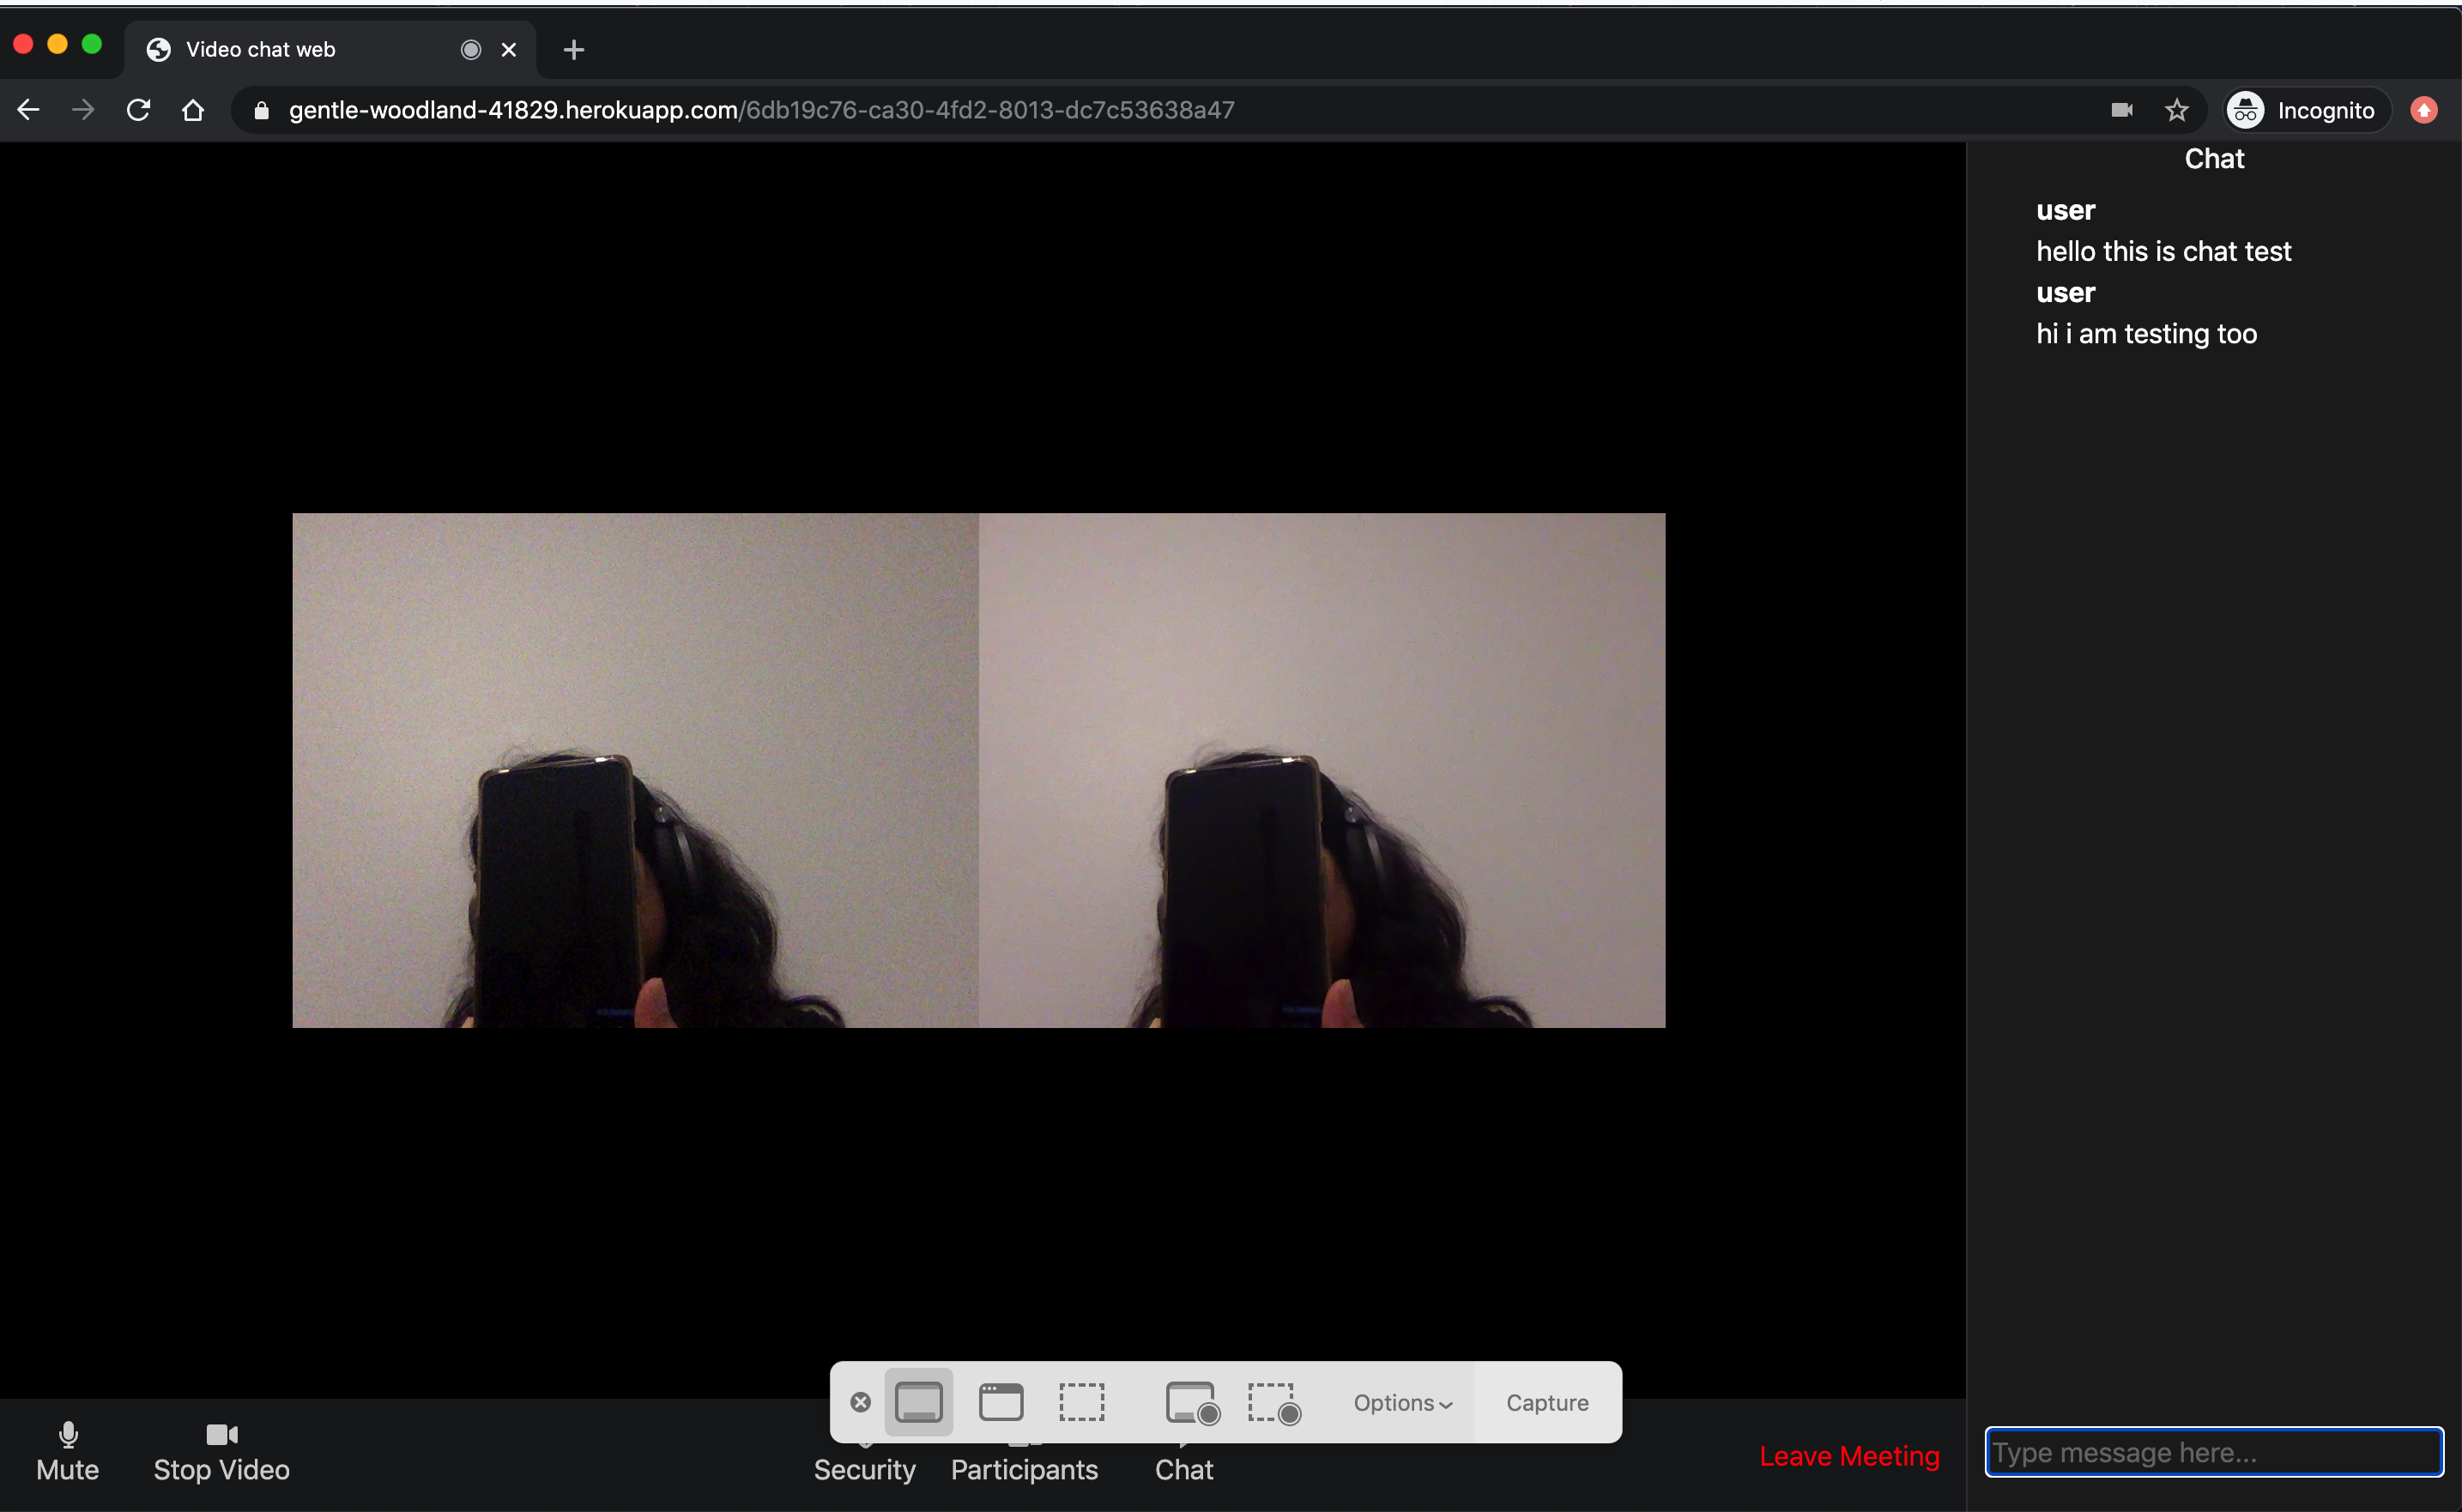 Video chat web
gentle-woodland-41829.herokuapp.com/6db19c76-ca30-4fd2-8013-dc7c53638a47
Incognito
Chat
user
hello this is chat test
user
hi i am testing too
Options
Capture
Mute
Stop Video
Security
Participants
Chat
Leave Meeting
Type message here...